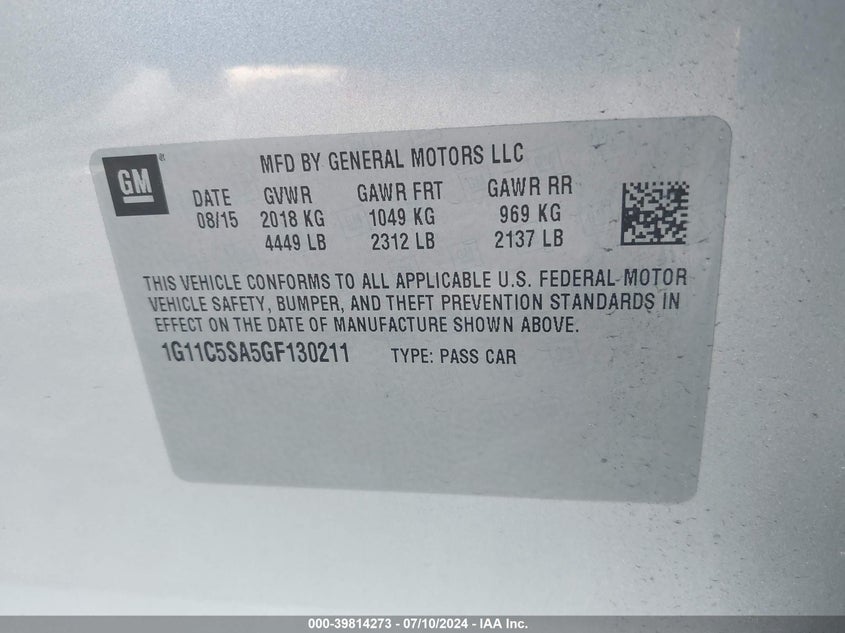 GM
MFD BY GENERAL MOTORS LLC
DATE GVWR GAWR FRT GAWR RR
08/15 2018 KG 1049 KG 969 KG
4449 LB 2312 LB 2137 LB
THIS VEHICLE CONFORMS TO ALL APPLICABLE U.S. FEDERAL MOTOR
VEHICLE SAFETY, BUMPER, AND THEFT PREVENTION STANDARDS IN
EFFECT ON THE DATE OF MANUFACTURE SHOWN ABOVE.
1G11C5SA5GF130211 TYPE: PASS CAR
000-39814273 - 07/10/2024 - IAA Inc.